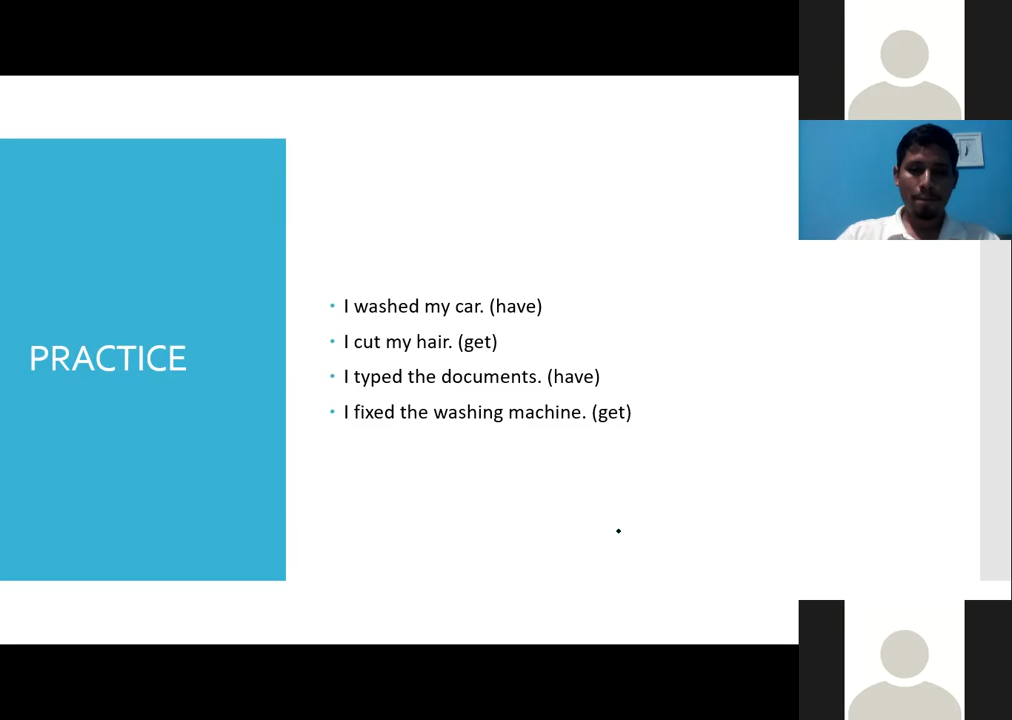 PRACTICE
I washed my car. (have)
I cut my hair. (get)
I typed the documents. (have)
I fixed the washing machine. (get)